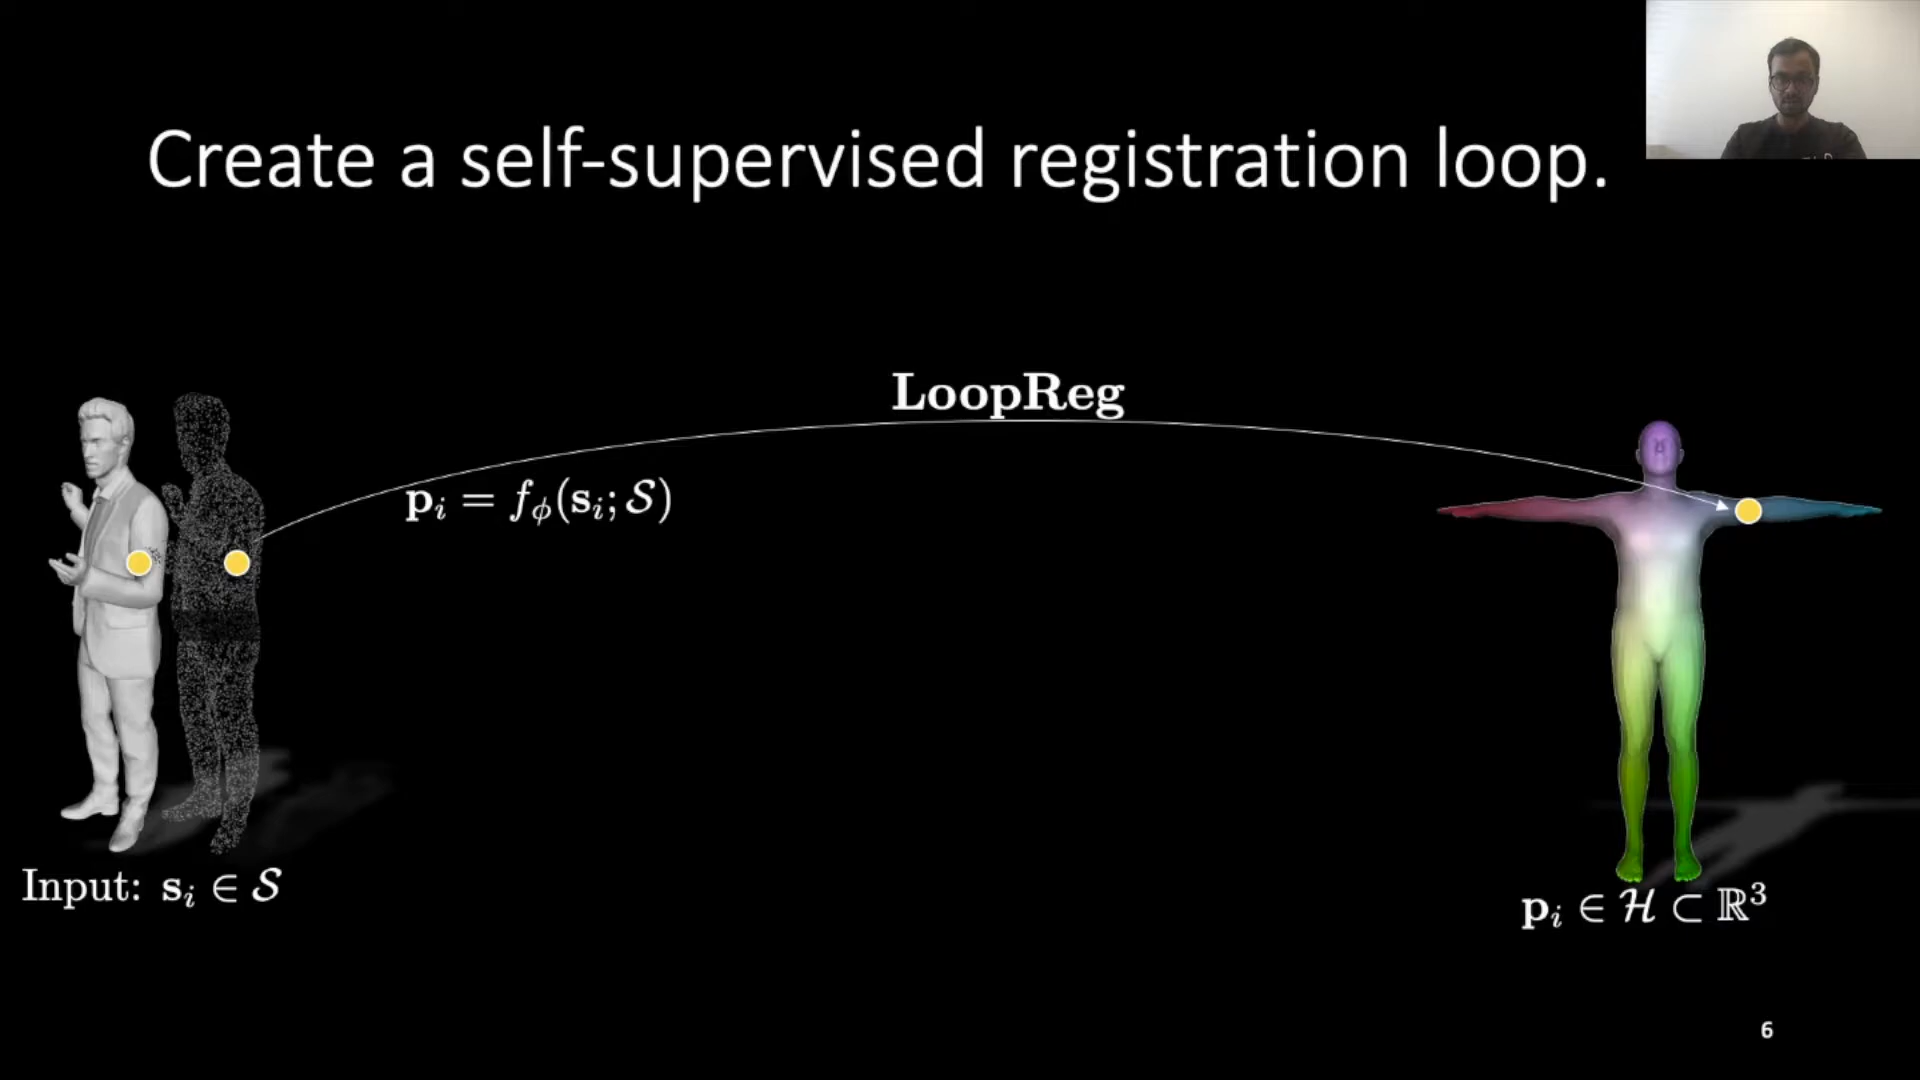 Create a self-supervised registration loop.
LoopReg
𝐩ᵢ = f_ϕ(𝐬ᵢ; 𝒮)
Input: 𝐬ᵢ ∈ 𝒮
𝐩ᵢ ∈ ℋ ⊂ ℝ³
6